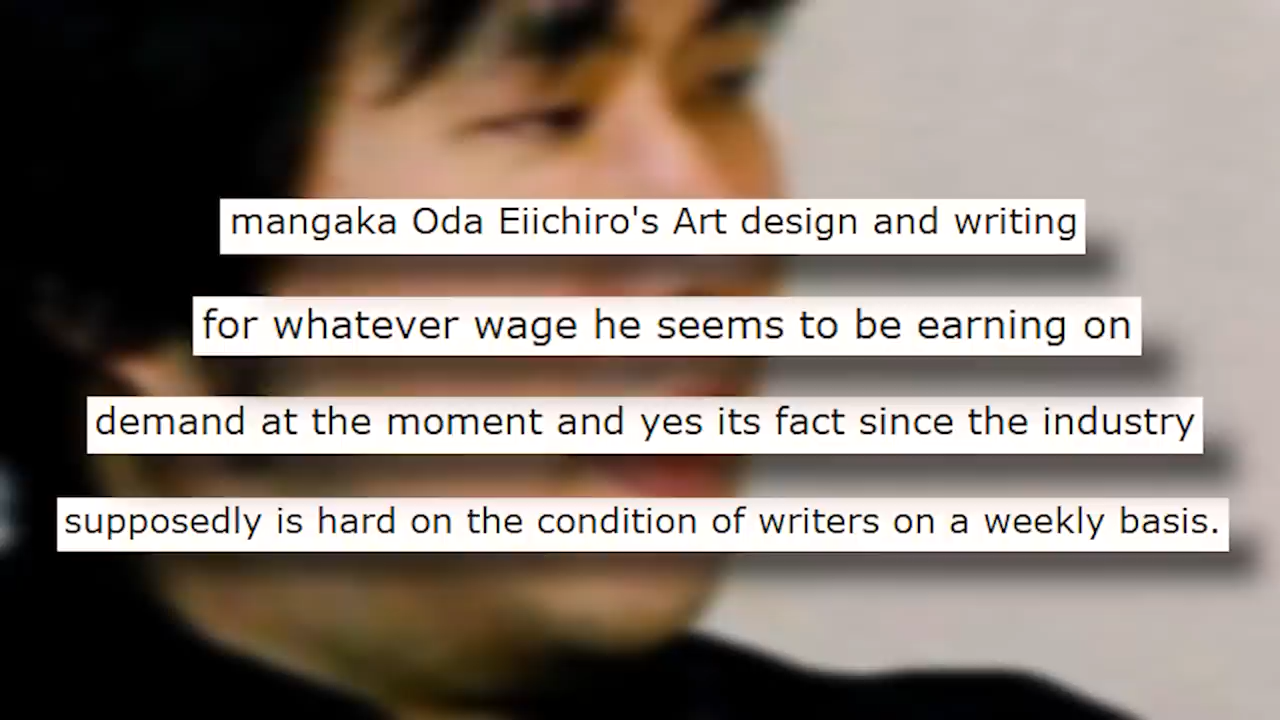 mangaka Oda Eiichiro's Art design and writing
for whatever wage he seems to be earning on
demand at the moment and yes its fact since the industry
supposedly is hard on the condition of writers on a weekly basis.